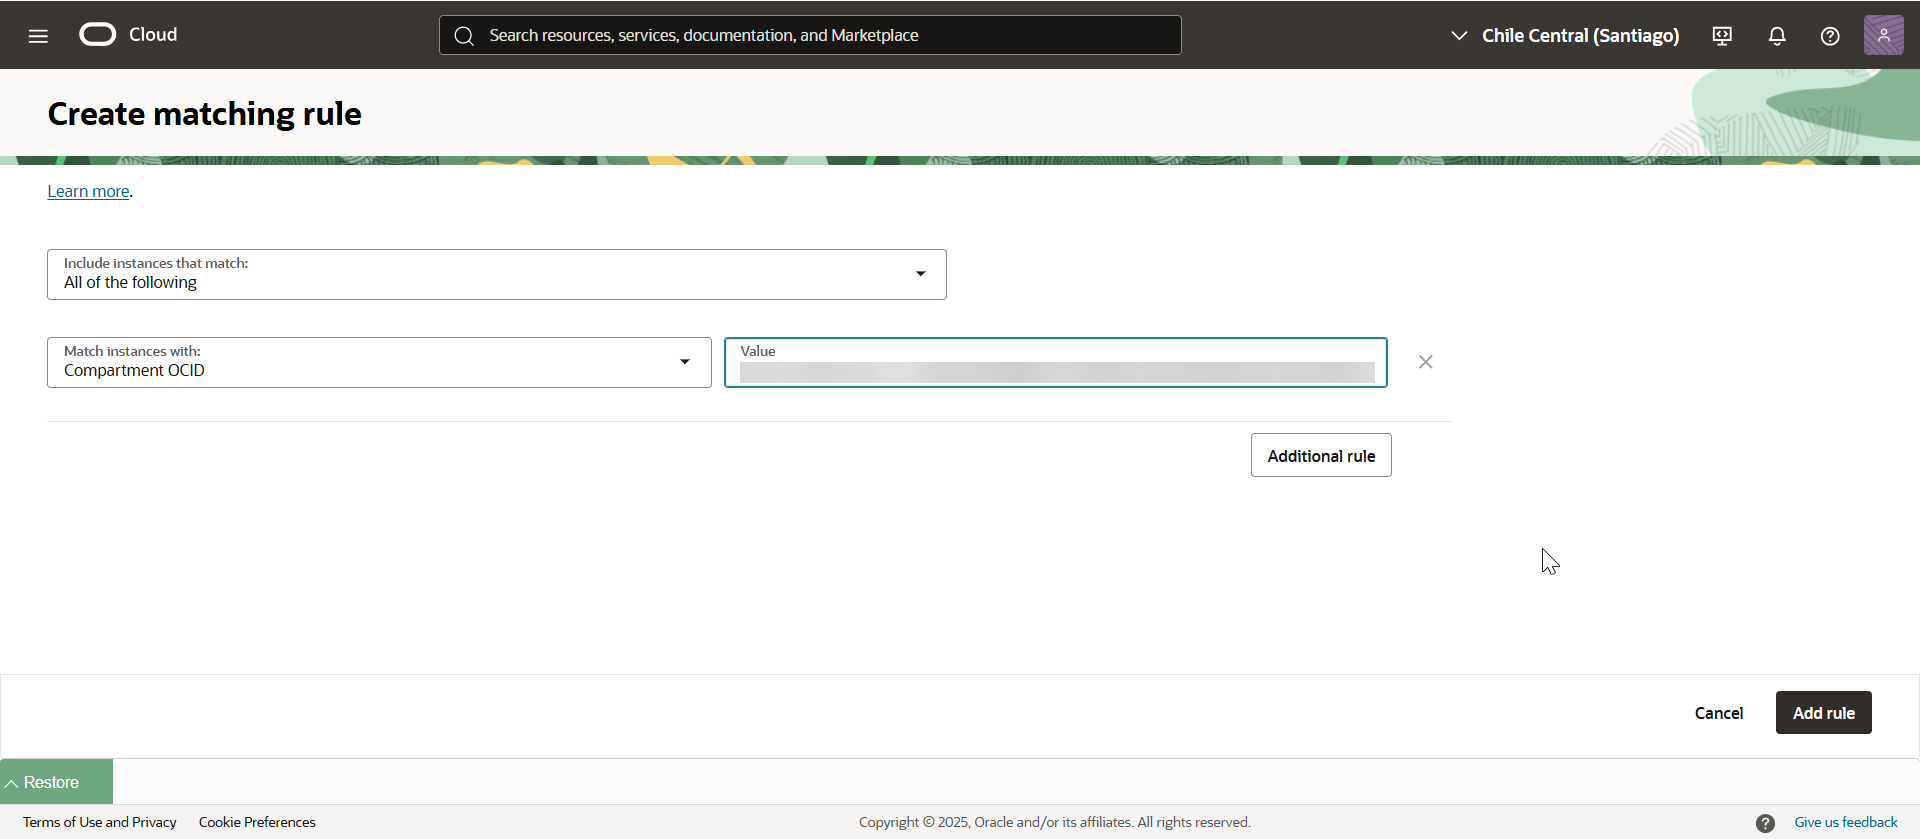 Cloud
Search resources, services, documentation, and Marketplace
Chile Central (Santiago)
Create matching rule
Learn more.
Include instances that match:
All of the following
Match instances with:
Compartment OCID
Value
Additional rule
Cancel
Add rule
Restore
Terms of Use and Privacy
Cookie Preferences
Copyright © 2025, Oracle and/or its affiliates. All rights reserved.
Give us feedback